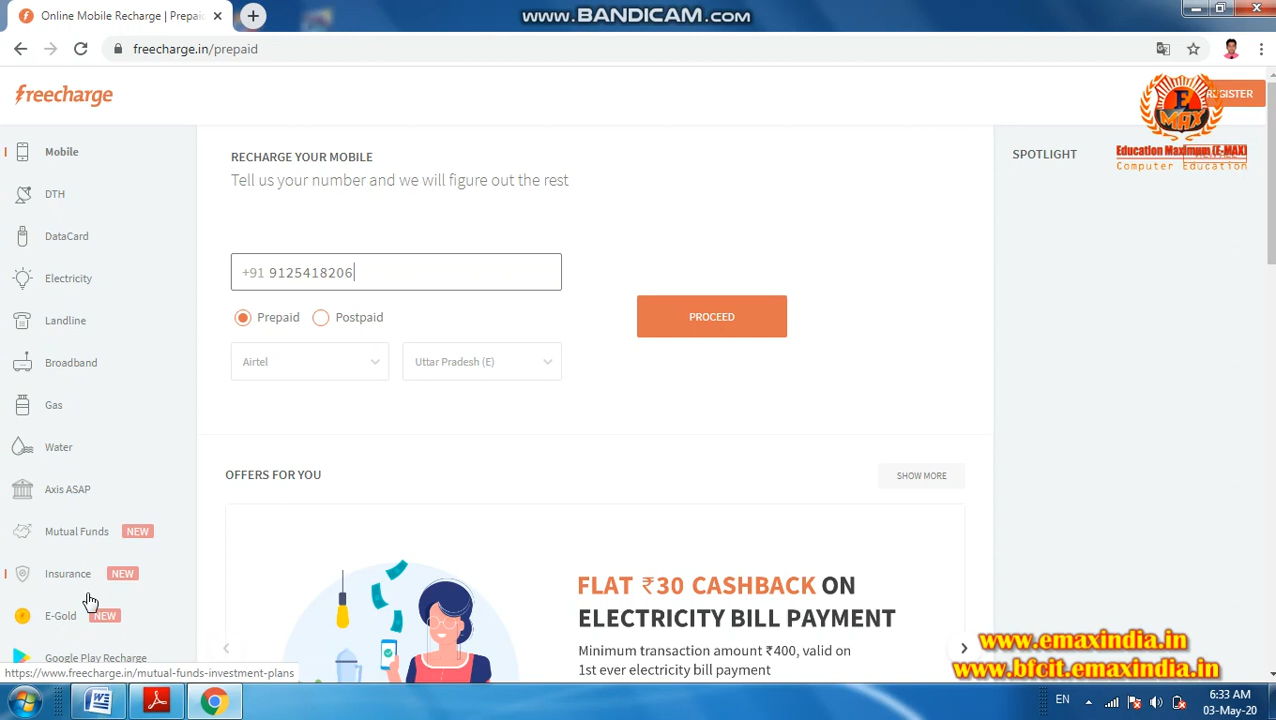 Online Mobile Recharge | Prepai
www.BANDICAM.com
freecharge.in/prepaid
freecharge
REGISTER
E
MAX
Education Maximum (E-MAX)
Computer Education
Mobile
DTH
DataCard
Electricity
Landline
Broadband
Gas
Water
Axis ASAP
Mutual Funds NEW
Insurance NEW
E-Gold NEW
Google Play Recharge
RECHARGE YOUR MOBILE
Tell us your number and we will figure out the rest
+91 9125418206
Prepaid Postpaid
PROCEED
Airtel Uttar Pradesh (E)
SPOTLIGHT
OFFERS FOR YOU
SHOW MORE
FLAT ₹30 CASHBACK ON
ELECTRICITY BILL PAYMENT
Minimum transaction amount ₹400, valid on
1st ever electricity bill payment
www.emaxindia.in
www.bfcit.emaxindia.in
https://www.freecharge.in/mutual-funds-investment-plans
EN
6:33 AM
03-May-20